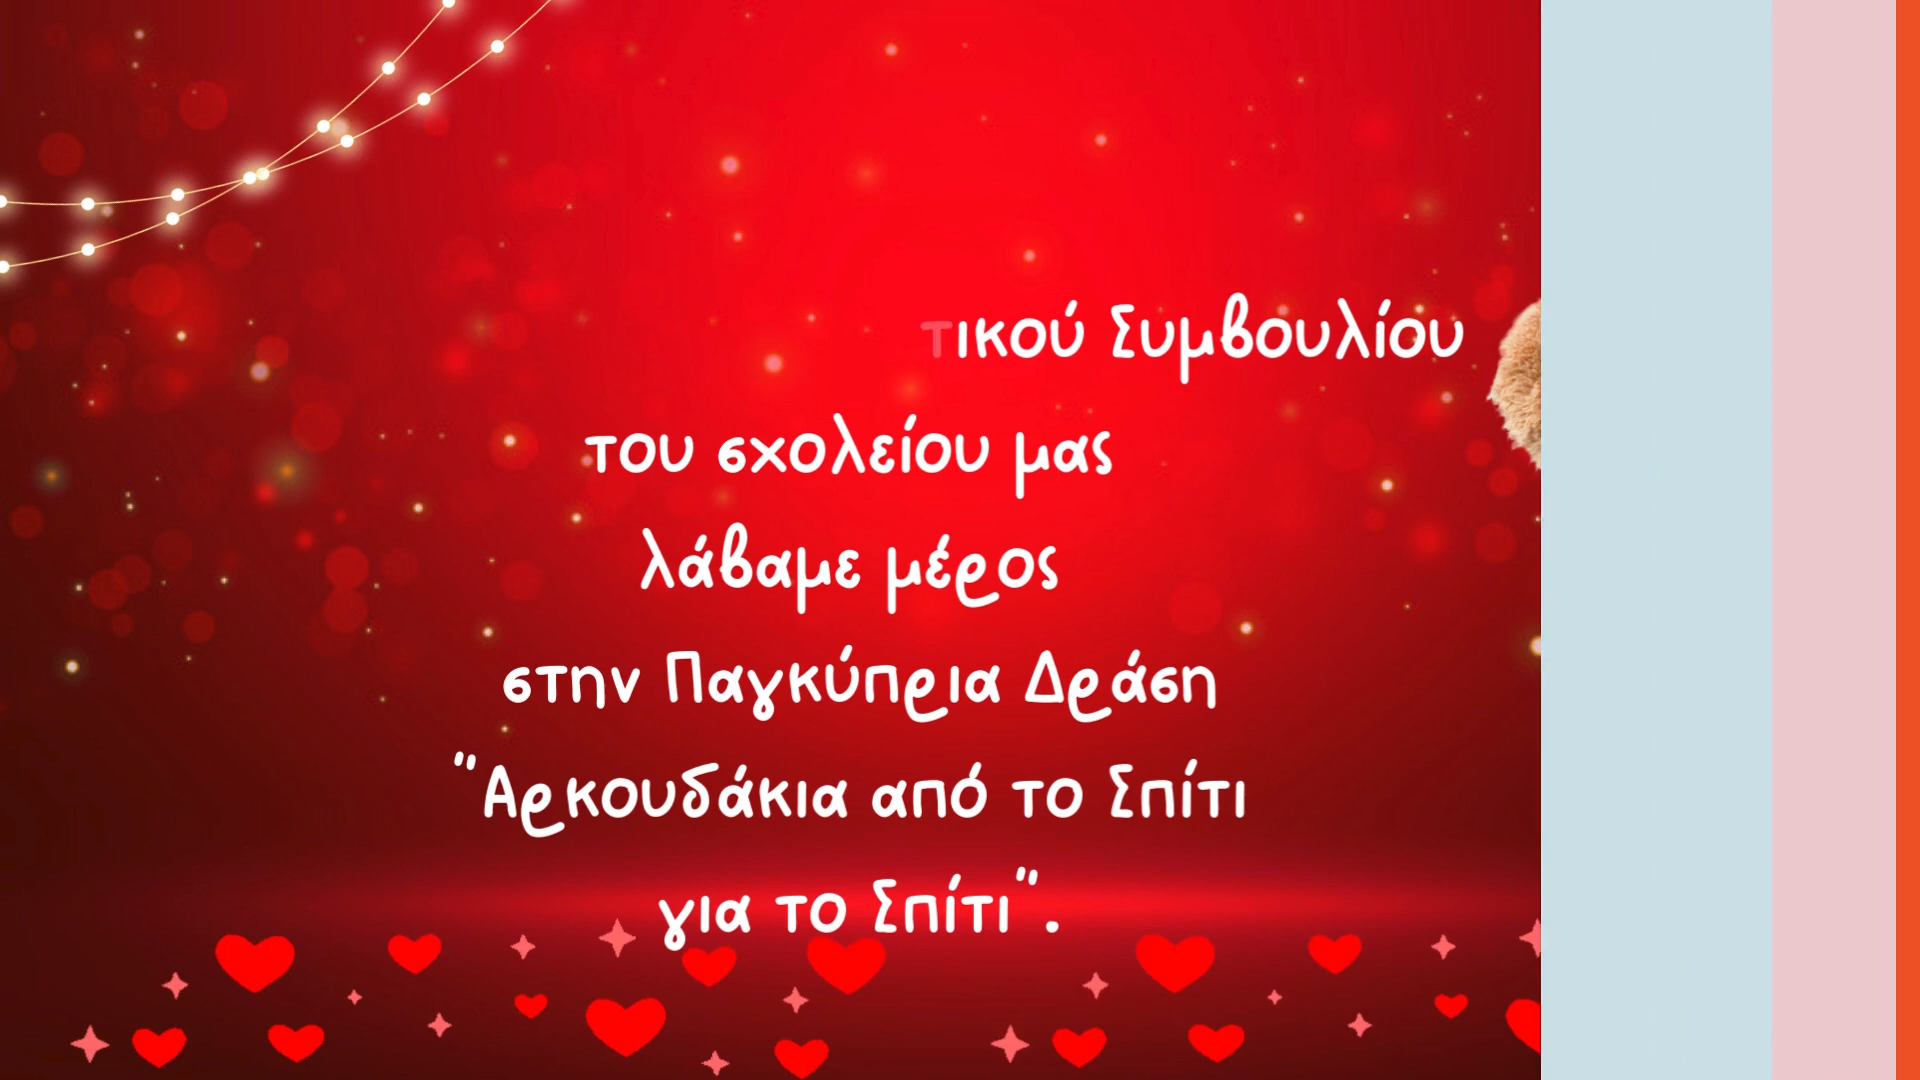 τικού Συμβουλίου
του σχολείου μας
λάβαμε μέρος
στην Παγκύπρια Δράση
"Αρκουδάκια από το Σπίτι
για το Σπίτι".